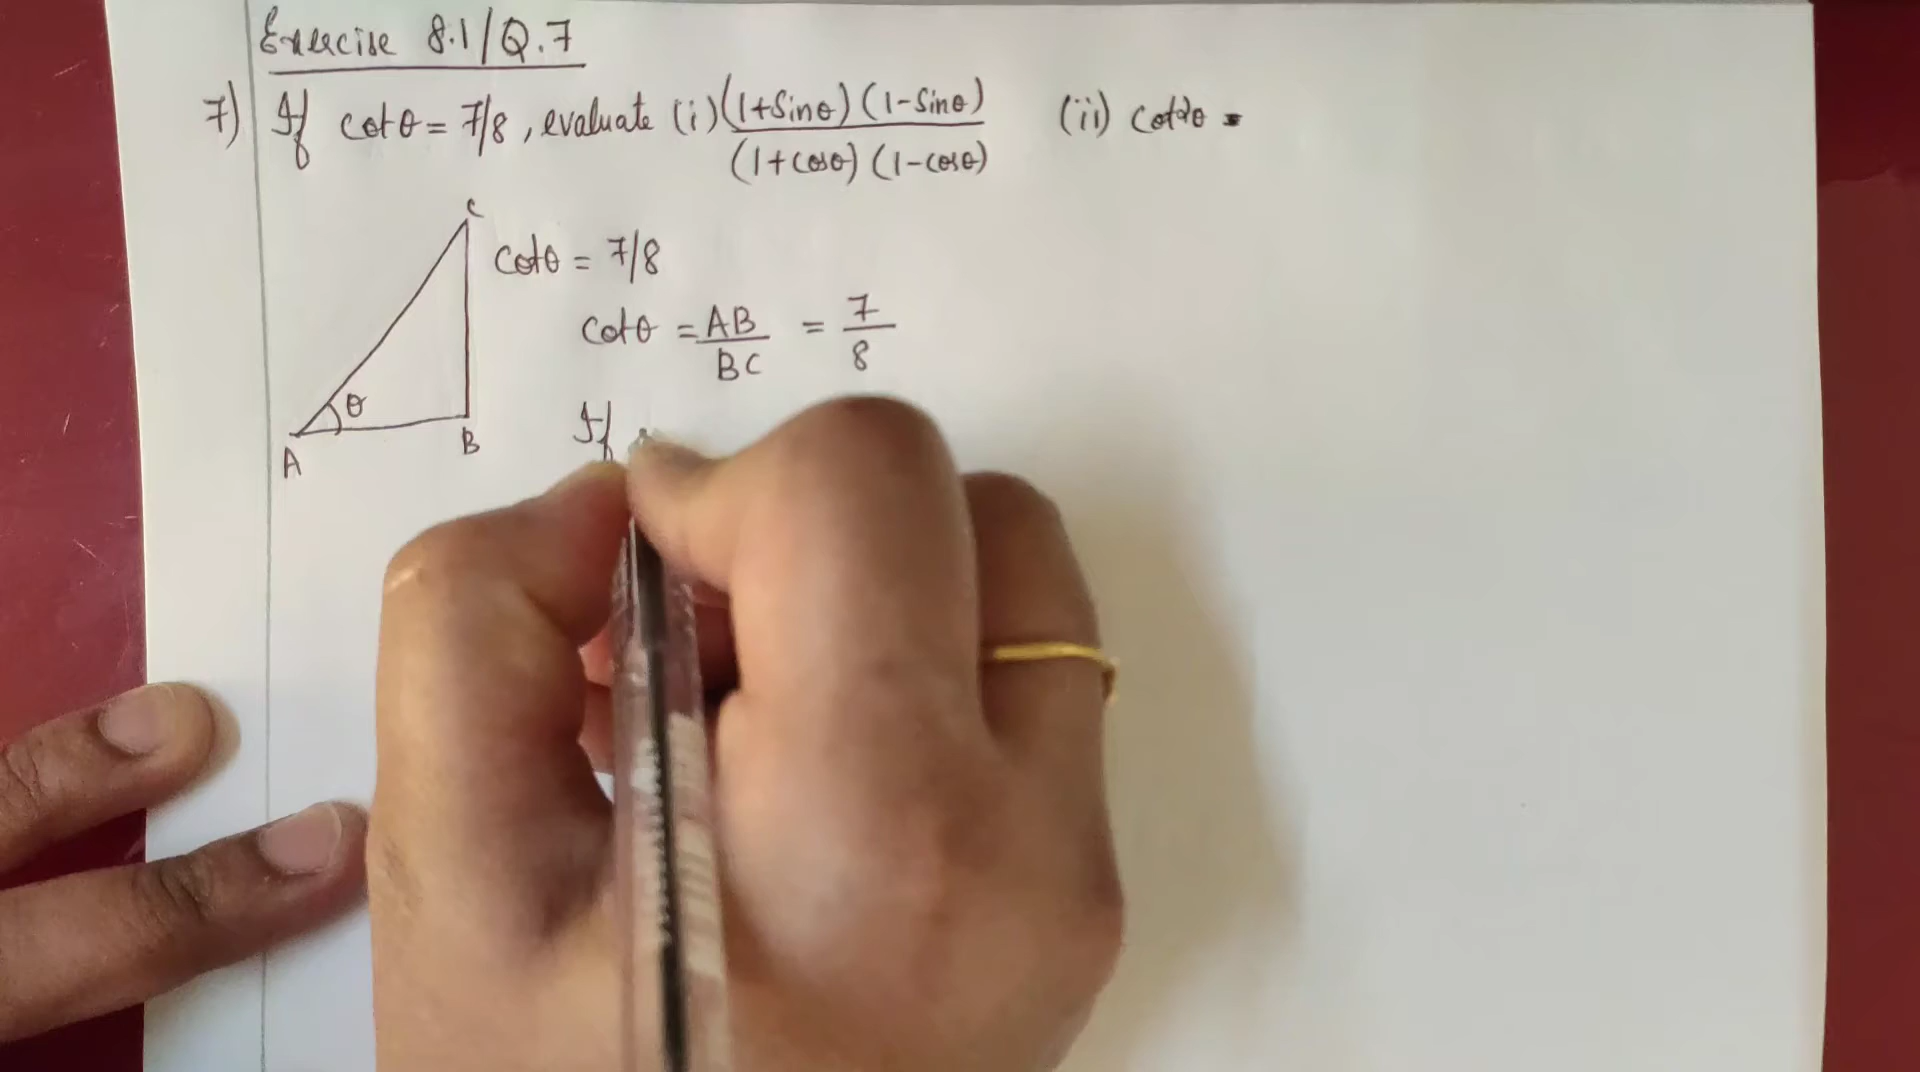 Exercise 8.1/Q.7
7) If cot θ = 7/8, evaluate (i) (1+Sinθ) (1-Sinθ) / (1+cosθ) (1-cosθ) (ii) cot²θ
C
cotθ = 7/8
cotθ = AB/BC = 7/8
θ
If
A
B